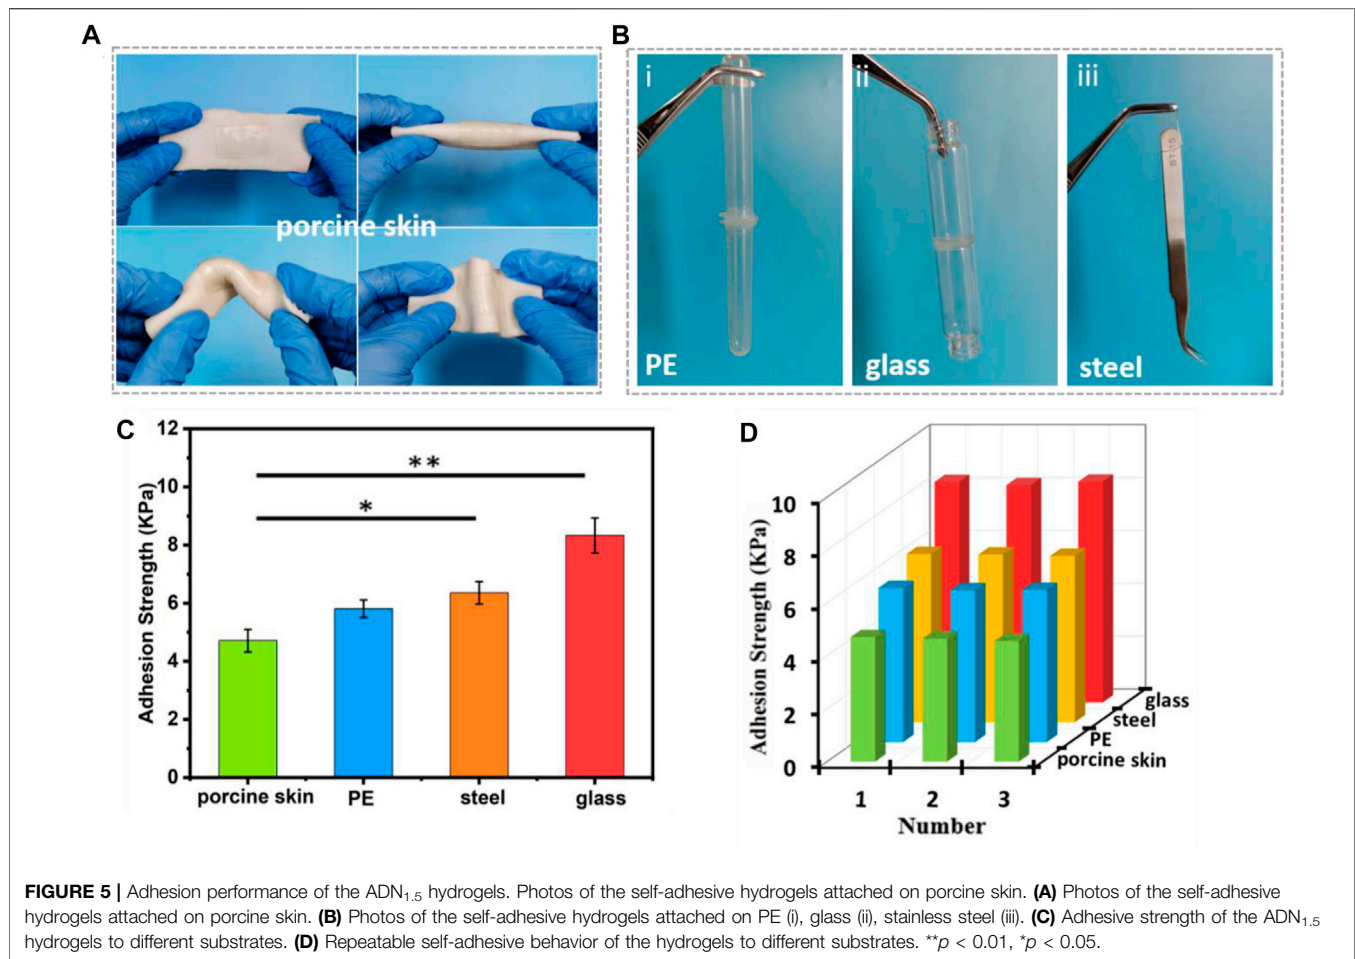 A
B
porcine skin
i
PE
ii
glass
iii
steel
C
Adhesion Strength (KPa)
12
10
8
6
4
2
0
**
*
porcine skin
PE
steel
glass
D
Adhesion Strength (KPa)
10
8
6
4
2
0
1
2
3
Number
glass
steel
PE
porcine skin
FIGURE 5 | Adhesion performance of the ADN1.5 hydrogels. Photos of the self-adhesive hydrogels attached on porcine skin. (A) Photos of the self-adhesive
hydrogels attached on porcine skin. (B) Photos of the self-adhesive hydrogels attached on PE (i), glass (ii), stainless steel (iii). (C) Adhesive strength of the ADN1.5
hydrogels to different substrates. (D) Repeatable self-adhesive behavior of the hydrogels to different substrates. **p < 0.01, *p < 0.05.